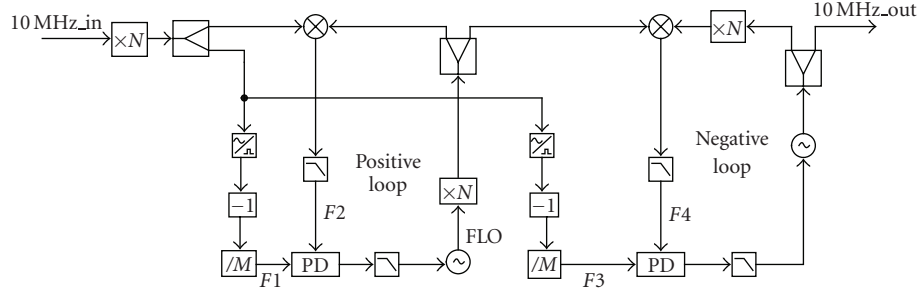 10 MHz_in
×N
×N
10 MHz_out
Positive
loop
Negative
loop
−1
F2
×N
−1
F4
FLO
/M
F1
PD
/M
F3
PD